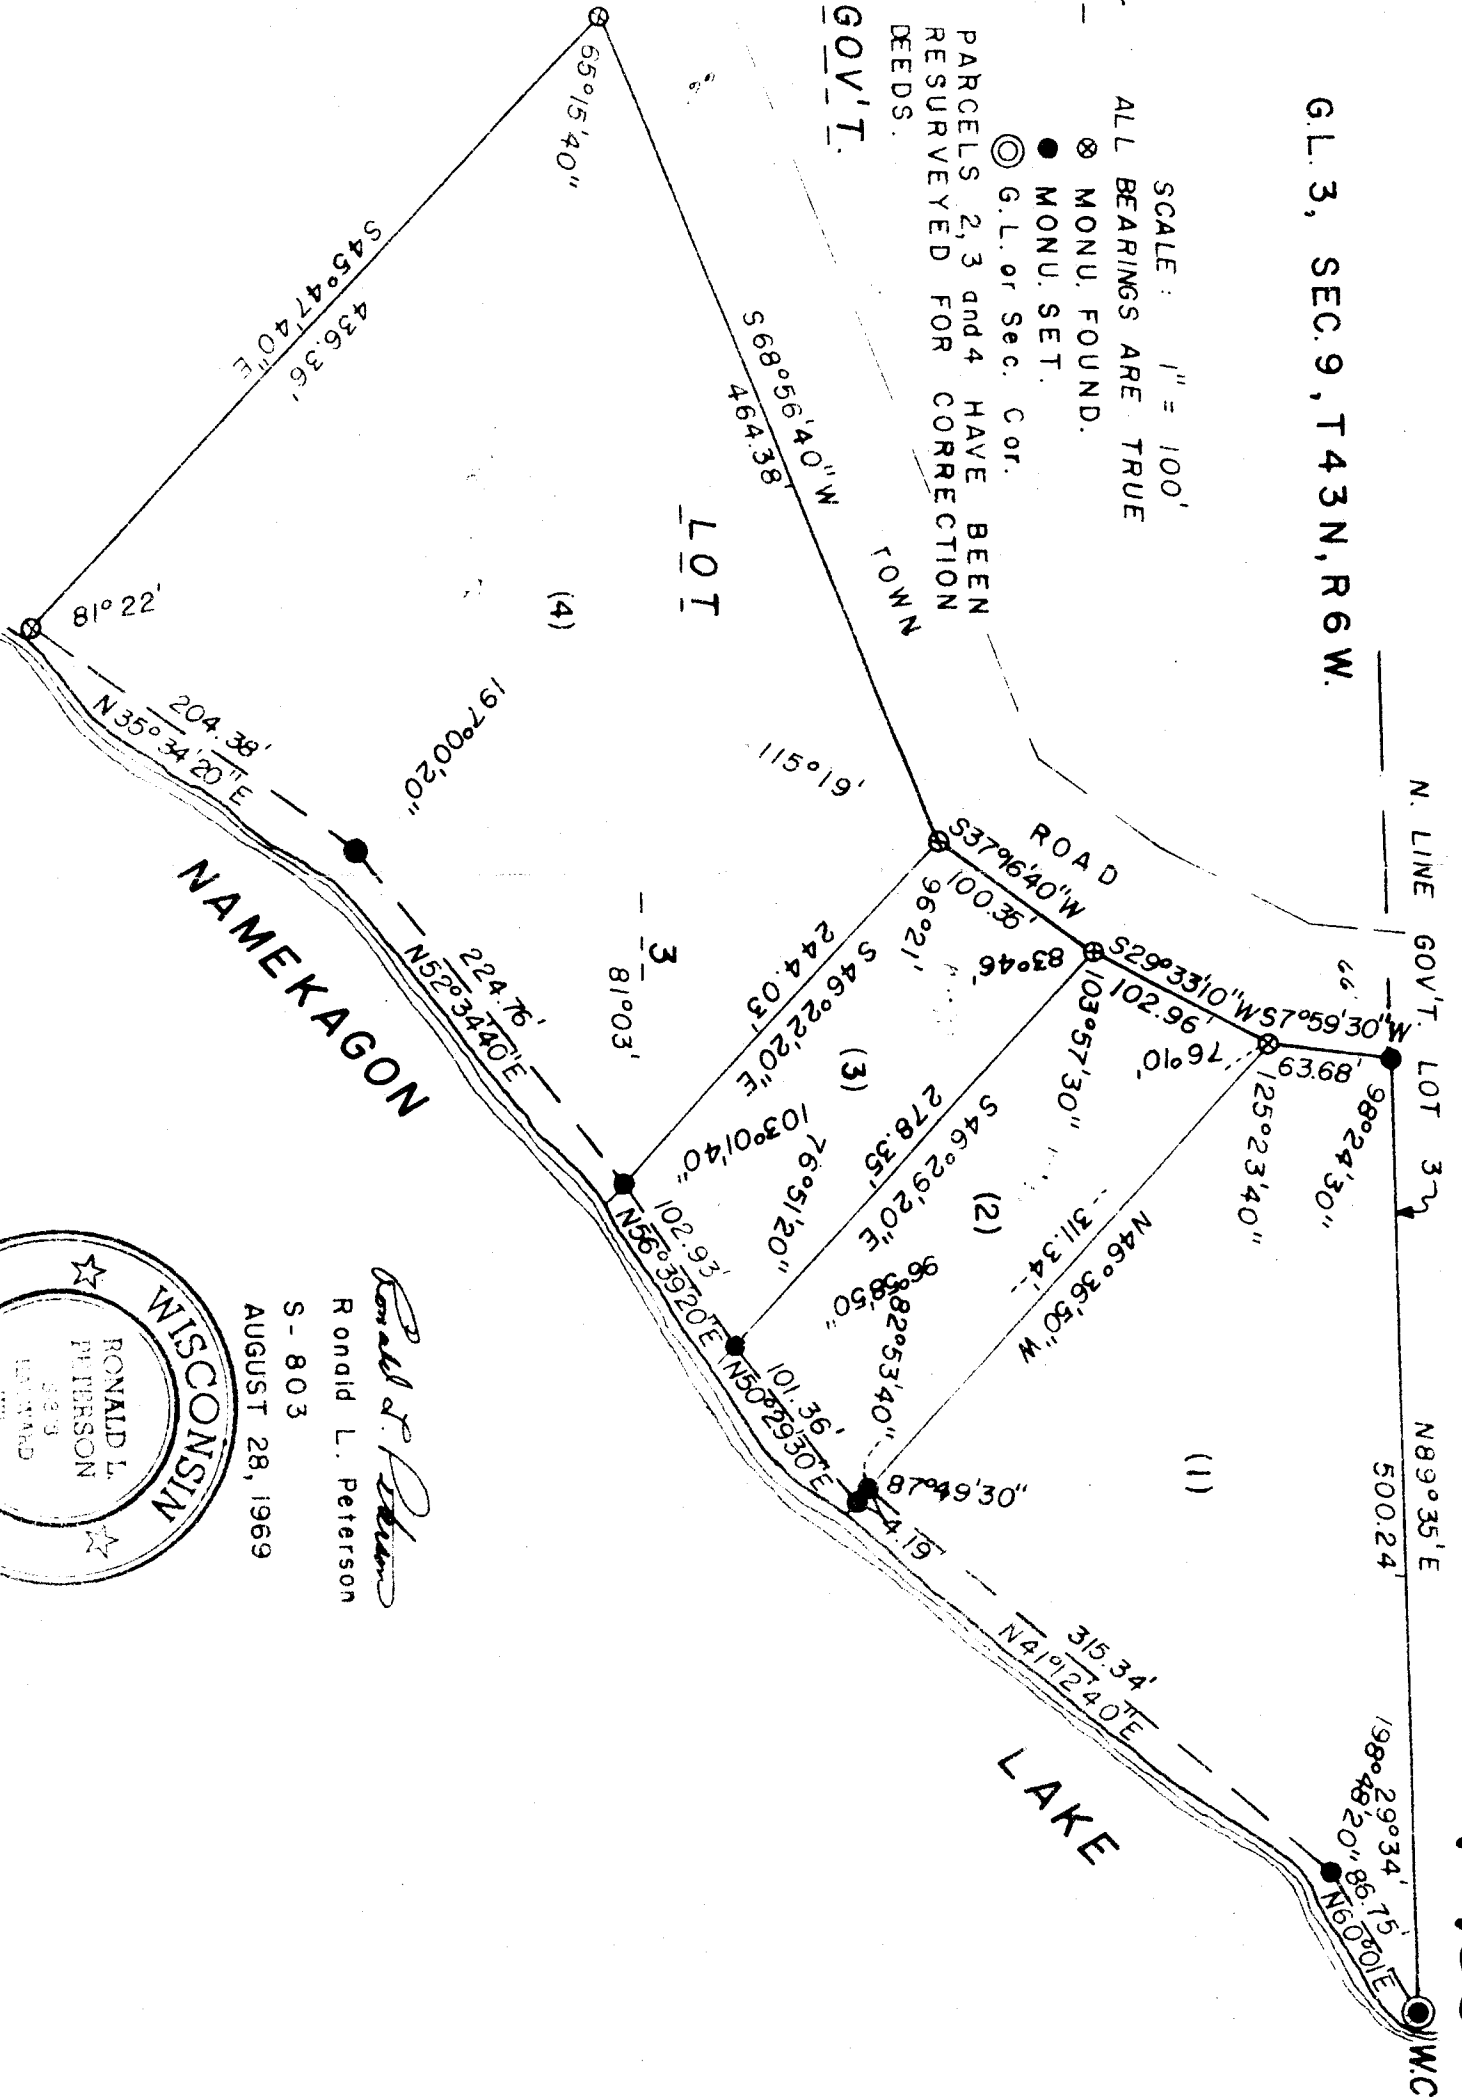 G.L. 3, SEC. 9, T 43 N, R 6 W.
SCALE: 1" = 100'
ALL BEARINGS ARE TRUE
⊗ MONU. FOUND.
● MONU. SET.
◎ G.L. or Sec. Cor.
PARCELS 2, 3 and 4 HAVE BEEN
RESURVEYED FOR CORRECTION
DEEDS.
GOV'T.
LOT
3
N. LINE GOV'T. LOT 3
N89°35'E
500.24'
W.C
66'
S7°59'30"W
63.68'
98°24'30"
125°23'40"
S29°33'10"W
102.96'
76°10'
103°57'30"
ROAD
TOWN
S37°16'40"W
100.35'
83°46'
96°21'
115°19'
S68°56'40"W
464.38'
65°15'40"
S45°47'40"E
436.36'
81°22'
(4)
204.38'
N35°34'20"E
197°00'20"
224.76'
N52°34'40"E
81°03'
S46°22'20"E
244.03'
(3)
103°01'40"
76°51'20"
102.93'
N56°39'20"E
S46°29'20"E
278.35'
(2)
96°58'50"
82°53'40"
101.36'
N50°29'30"E
N46°36'50"W
311.34'
87°49'30"
4.19
(1)
315.34'
N41°12'40"E
198°48'20"
29°34'
86.75'
N60°01'E
NAMEKAGON
LAKE
Ronald L. Peterson
Ronald L. Peterson
S-803
AUGUST 28, 1969
WISCONSIN
RONALD L.
PETERSON